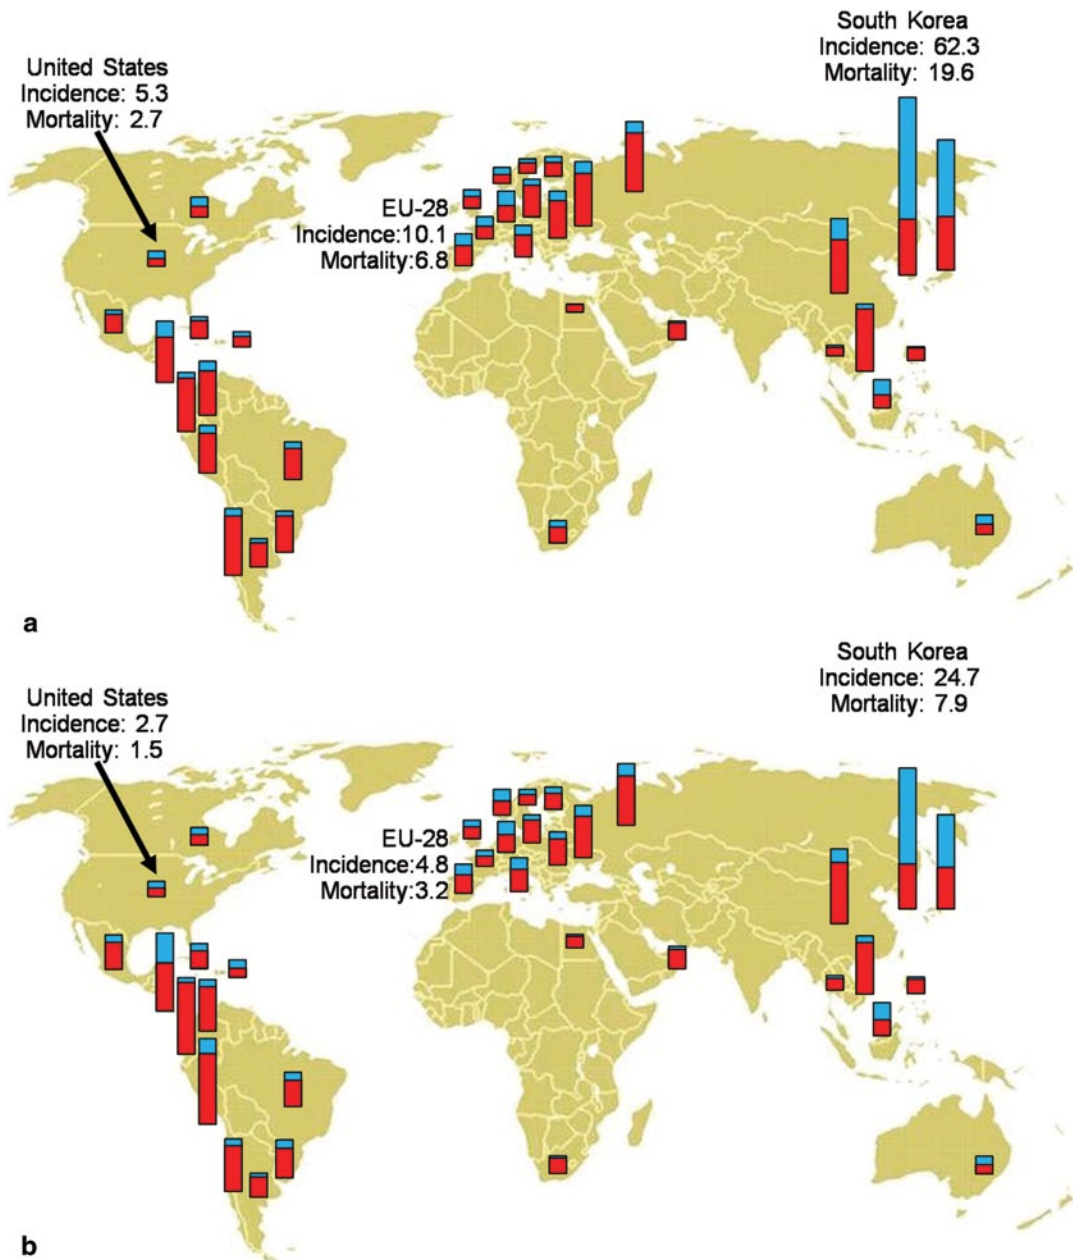 South Korea
Incidence: 62.3
Mortality: 19.6
United States
Incidence: 5.3
Mortality: 2.7
EU-28
Incidence:10.1
Mortality:6.8
a
South Korea
Incidence: 24.7
Mortality: 7.9
United States
Incidence: 2.7
Mortality: 1.5
EU-28
Incidence:4.8
Mortality:3.2
b